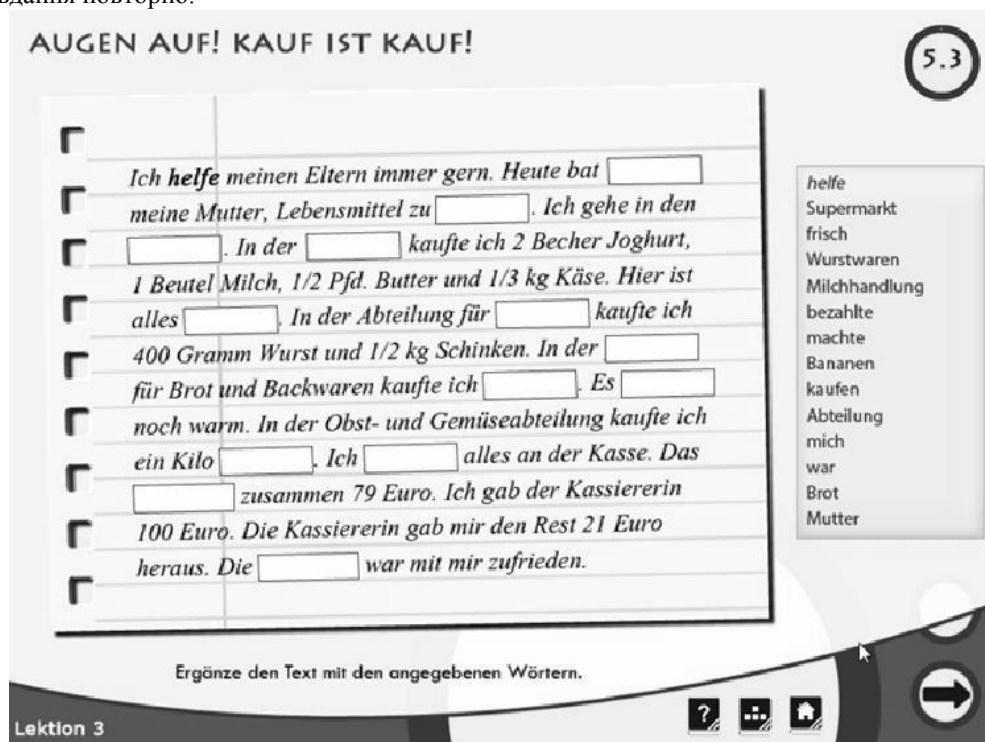 AUGEN AUF! KAUF IST KAUF!
5.3
Ich helfe meinen Eltern immer gern. Heute bat
meine Mutter, Lebensmittel zu . Ich gehe in den
. In der kaufte ich 2 Becher Joghurt,
1 Beutel Milch, 1/2 Pfd. Butter und 1/3 kg Käse. Hier ist
alles . In der Abteilung für kaufte ich
400 Gramm Wurst und 1/2 kg Schinken. In der
für Brot und Backwaren kaufte ich . Es
noch warm. In der Obst- und Gemüseabteilung kaufte ich
ein Kilo . Ich alles an der Kasse. Das
zusammen 79 Euro. Ich gab der Kassiererin
100 Euro. Die Kassiererin gab mir den Rest 21 Euro
heraus. Die war mit mir zufrieden.
helfe
Supermarkt
frisch
Wurstwaren
Milchhandlung
bezahlte
machte
Bananen
kaufen
Abteilung
mich
war
Brot
Mutter
Ergänze den Text mit den angegebenen Wörtern.
Lektion 3
?